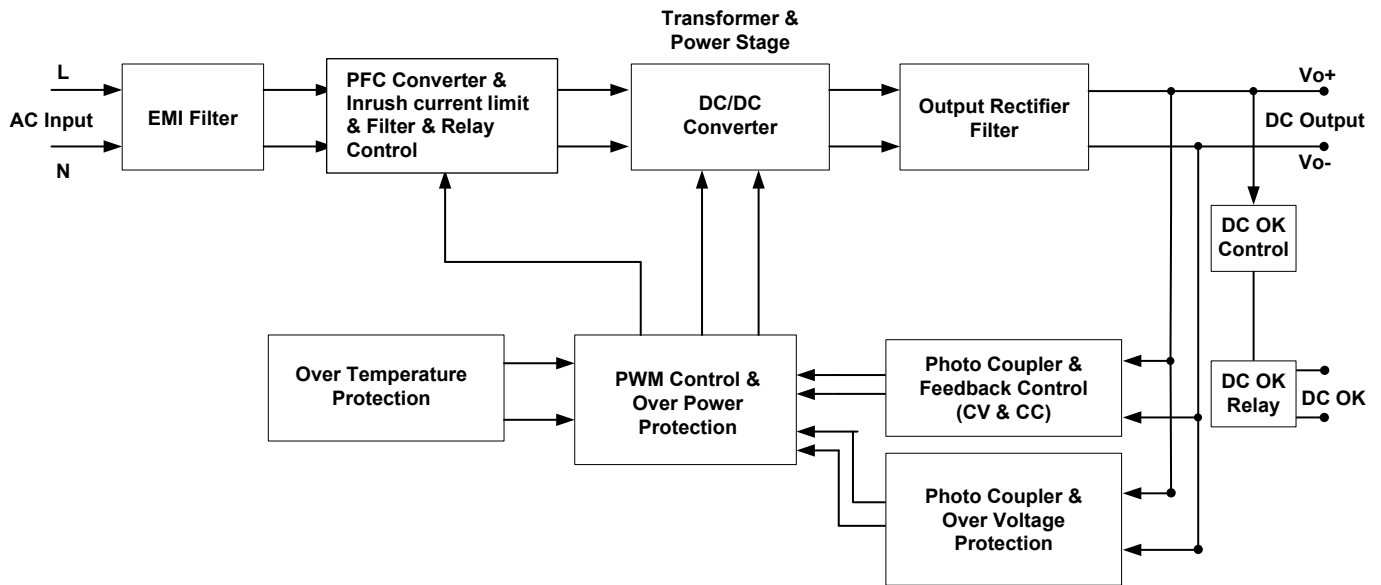 Transformer &
Power Stage
L
AC Input
N
EMI Filter
PFC Converter &
Inrush current limit
& Filter & Relay
Control
DC/DC
Converter
Output Rectifier
Filter
Vo+
DC Output
Vo-
DC OK
Control
Over Temperature
Protection
PWM Control &
Over Power
Protection
Photo Coupler &
Feedback Control
(CV & CC)
DC OK
Relay
DC OK
Photo Coupler &
Over Voltage
Protection